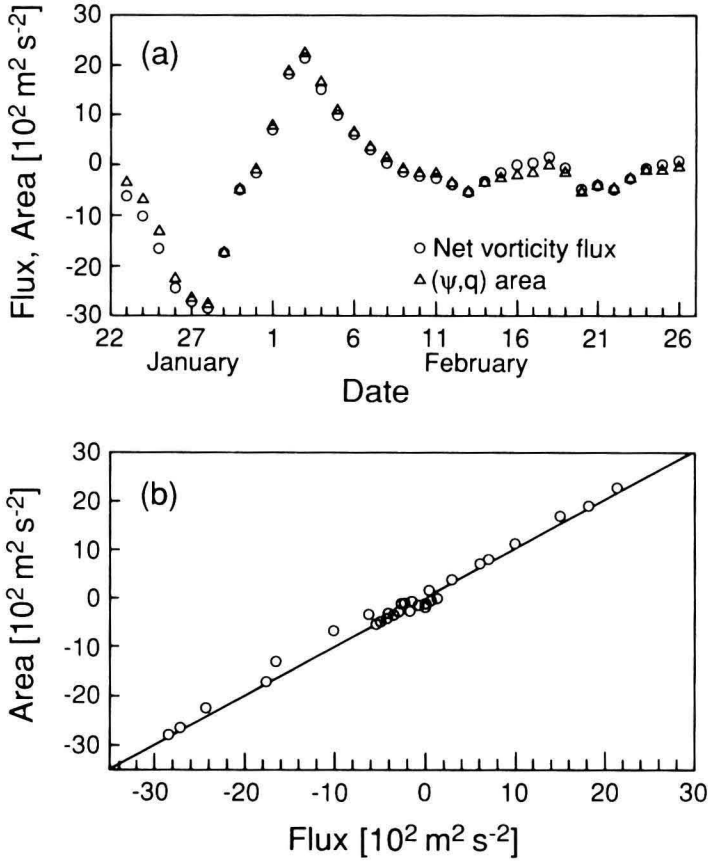 (a)
Flux, Area [10² m² s⁻²]
30
20
10
0
-10
-20
-30
○ Net vorticity flux
△ (ψ,q) area
22 27 1 6 11 16 21 26
January February
Date
(b)
Area [10² m² s⁻²]
30
20
10
0
-10
-20
-30
-30 -20 -10 0 10 20 30
Flux [10² m² s⁻²]